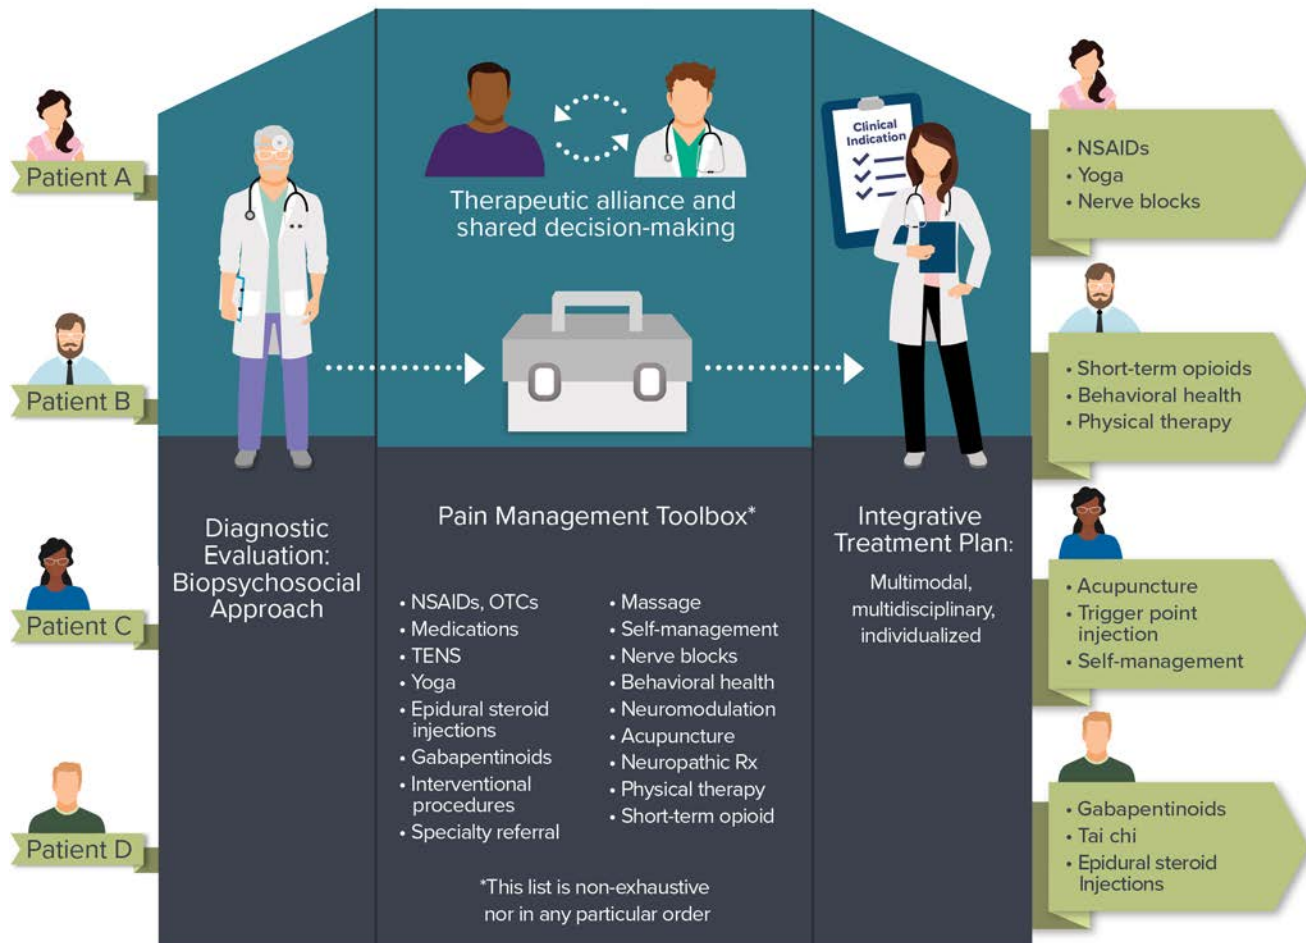 Patient A
Patient B
Patient C
Patient D
Diagnostic
Evaluation:
Biopsychosocial
Approach
Therapeutic alliance and
shared decision-making
Pain Management Toolbox*
• NSAIDs, OTCs
• Medications
• TENS
• Yoga
• Epidural steroid
injections
• Gabapentinoids
• Interventional
procedures
• Specialty referral
• Massage
• Self-management
• Nerve blocks
• Behavioral health
• Neuromodulation
• Acupuncture
• Neuropathic Rx
• Physical therapy
• Short-term opioid
*This list is non-exhaustive
nor in any particular order
Clinical
Indication
Integrative
Treatment Plan:
Multimodal,
multidisciplinary,
individualized
• NSAIDs
• Yoga
• Nerve blocks
• Short-term opioids
• Behavioral health
• Physical therapy
• Acupuncture
• Trigger point
injection
• Self-management
• Gabapentinoids
• Tai chi
• Epidural steroid
Injections